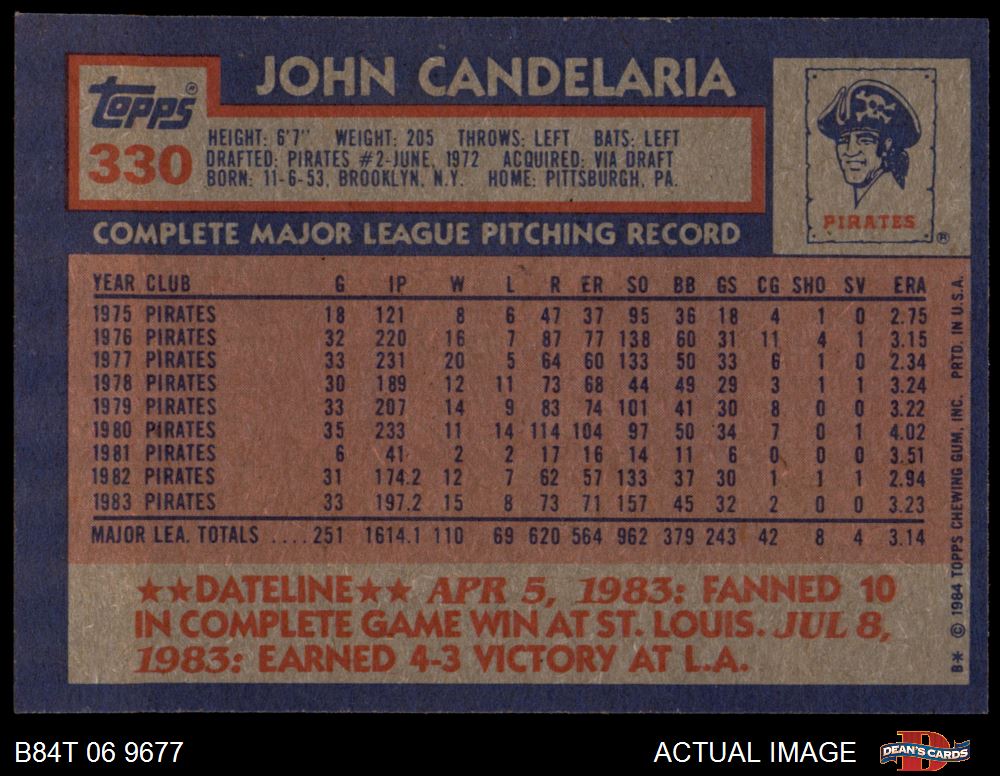 JOHN CANDELARIA
topps®
330
HEIGHT: 6'7" WEIGHT: 205 THROWS: LEFT BATS: LEFT
DRAFTED: PIRATES #2-JUNE, 1972 ACQUIRED: VIA DRAFT
BORN: 11-6-53, BROOKLYN, N.Y. HOME: PITTSBURGH, PA.
PIRATES
®
COMPLETE MAJOR LEAGUE PITCHING RECORD
YEAR CLUB G IP W L R ER SO BB GS CG SHO SV ERA
1975 PIRATES 18 121 8 6 47 37 95 36 18 4 1 0 2.75
1976 PIRATES 32 220 16 7 87 77 138 60 31 11 4 1 3.15
1977 PIRATES 33 231 20 5 64 60 133 50 33 6 1 0 2.34
1978 PIRATES 30 189 12 11 73 68 44 49 29 3 1 1 3.24
1979 PIRATES 33 207 14 9 83 74 101 41 30 8 0 0 3.22
1980 PIRATES 35 233 11 14 114 104 97 50 34 7 0 1 4.02
1981 PIRATES 6 41 2 2 17 16 14 11 6 0 0 0 3.51
1982 PIRATES 31 174.2 12 7 62 57 133 37 30 1 1 1 2.94
1983 PIRATES 33 197.2 15 8 73 71 157 45 32 2 0 0 3.23
MAJOR LEA. TOTALS ....251 1614.1 110 69 620 564 962 379 243 42 8 4 3.14
★★DATELINE★★ APR 5, 1983: FANNED 10
IN COMPLETE GAME WIN AT ST. LOUIS. JUL 8,
1983: EARNED 4-3 VICTORY AT L.A.
B* © 1984 TOPPS CHEWING GUM, INC. PRTD. IN U.S.A.
B84T 06 9677
ACTUAL IMAGE
D
DEAN'S CARDS